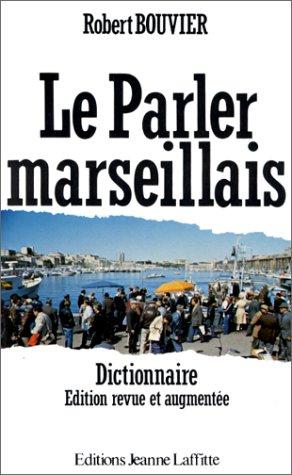 Robert BOUVIER
Le Parler
marseillais
Dictionnaire
Edition revue et augmentée
Editions Jeanne Laffitte